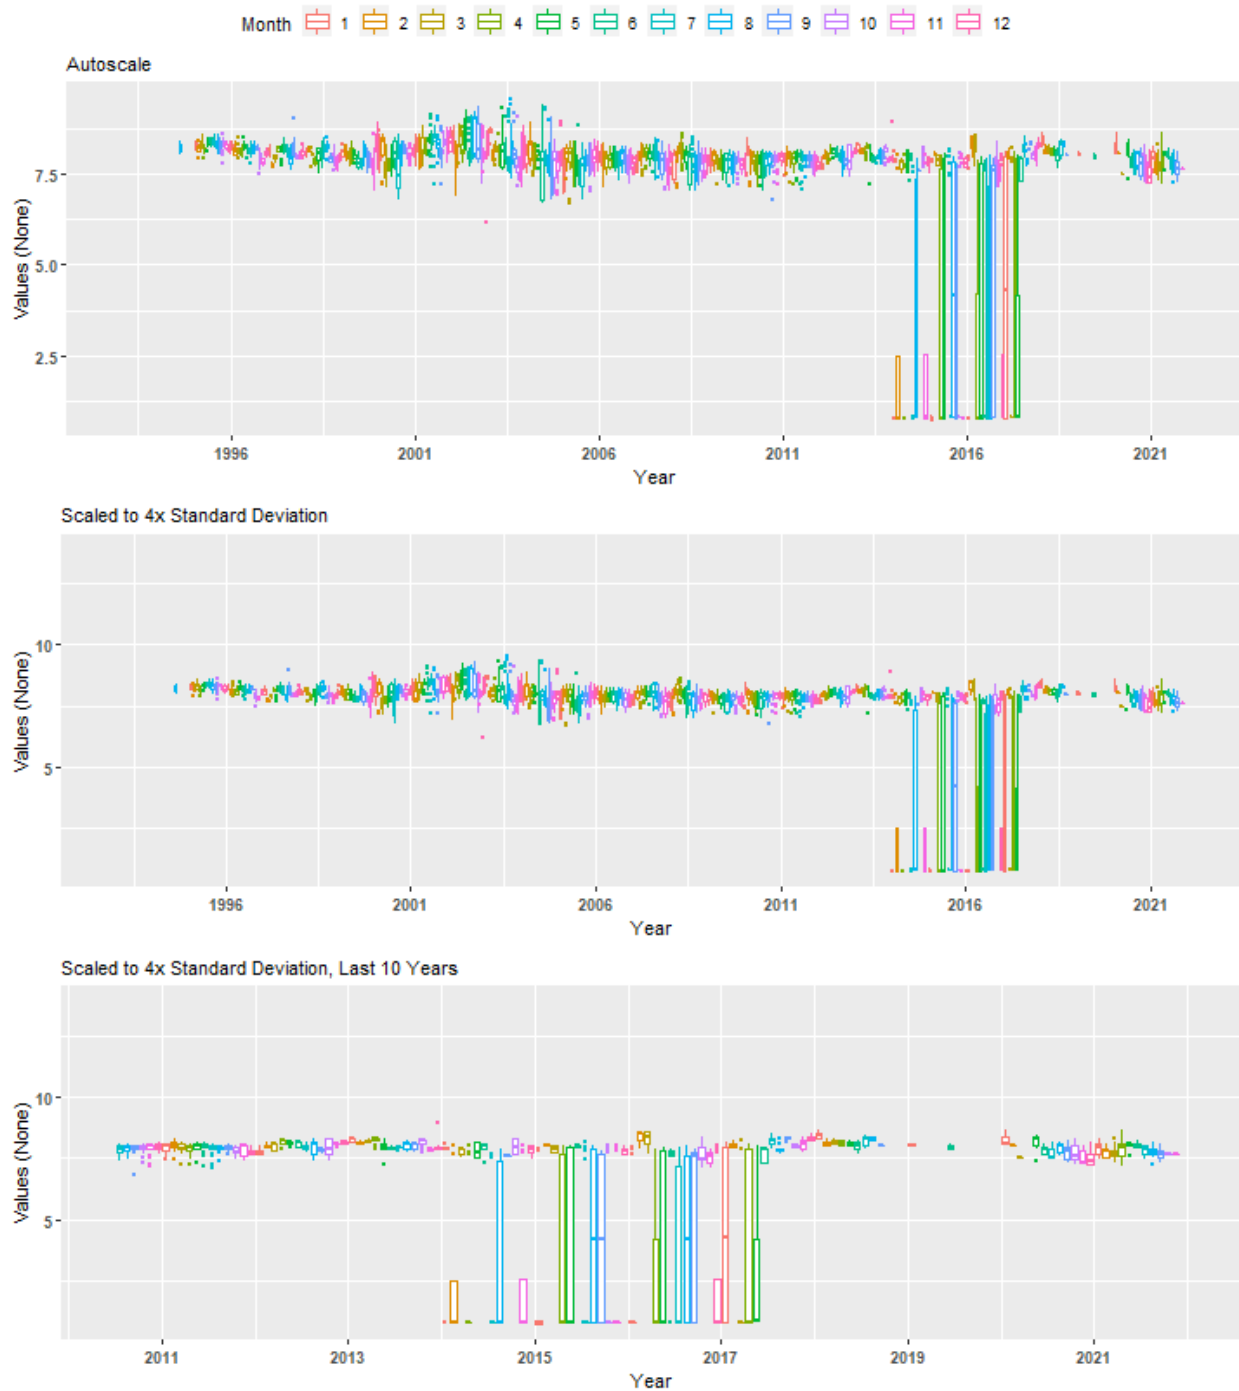 Month 1 2 3 4 5 6 7 8 9 10 11 12
Autoscale
Values (None)
7.5
5.0
2.5
1996 2001 2006 2011 2016 2021
Year
Scaled to 4x Standard Deviation
Values (None)
10
5
1996 2001 2006 2011 2016 2021
Year
Scaled to 4x Standard Deviation, Last 10 Years
Values (None)
10
5
2011 2013 2015 2017 2019 2021
Year